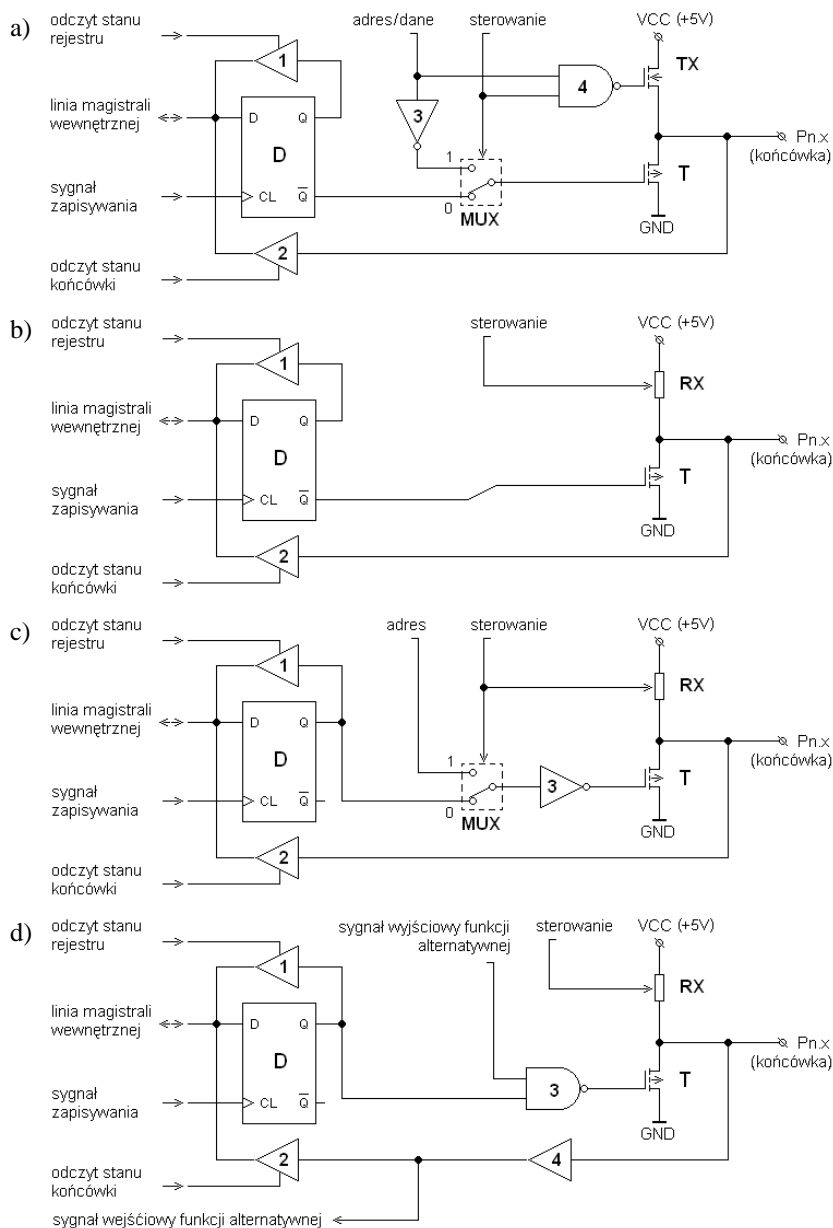 a)
odczyt stanu
rejestru
adres/dane
sterowanie
VCC (+5V)
1
TX
4
linia magistrali
wewnętrznej
D
Q
3
Pn.x
(końcówka)
D
1
T
sygnał
zapisywania
CL
Q
0
MUX
GND
2
odczyt stanu
końcówki
b)
odczyt stanu
rejestru
sterowanie
VCC (+5V)
1
RX
linia magistrali
wewnętrznej
D
Q
Pn.x
(końcówka)
D
T
sygnał
zapisywania
CL
Q
GND
2
odczyt stanu
końcówki
c)
odczyt stanu
rejestru
adres
sterowanie
VCC (+5V)
1
RX
linia magistrali
wewnętrznej
D
Q
Pn.x
(końcówka)
D
1
3
T
sygnał
zapisywania
CL
Q
0
MUX
GND
2
odczyt stanu
końcówki
d)
odczyt stanu
rejestru
sygnał wyjściowy funkcji
alternatywnej
sterowanie
VCC (+5V)
1
RX
linia magistrali
wewnętrznej
D
Q
Pn.x
(końcówka)
D
3
T
sygnał
zapisywania
CL
Q
GND
2
4
odczyt stanu
końcówki
sygnał wejśćiowy funkcji alternatywnej